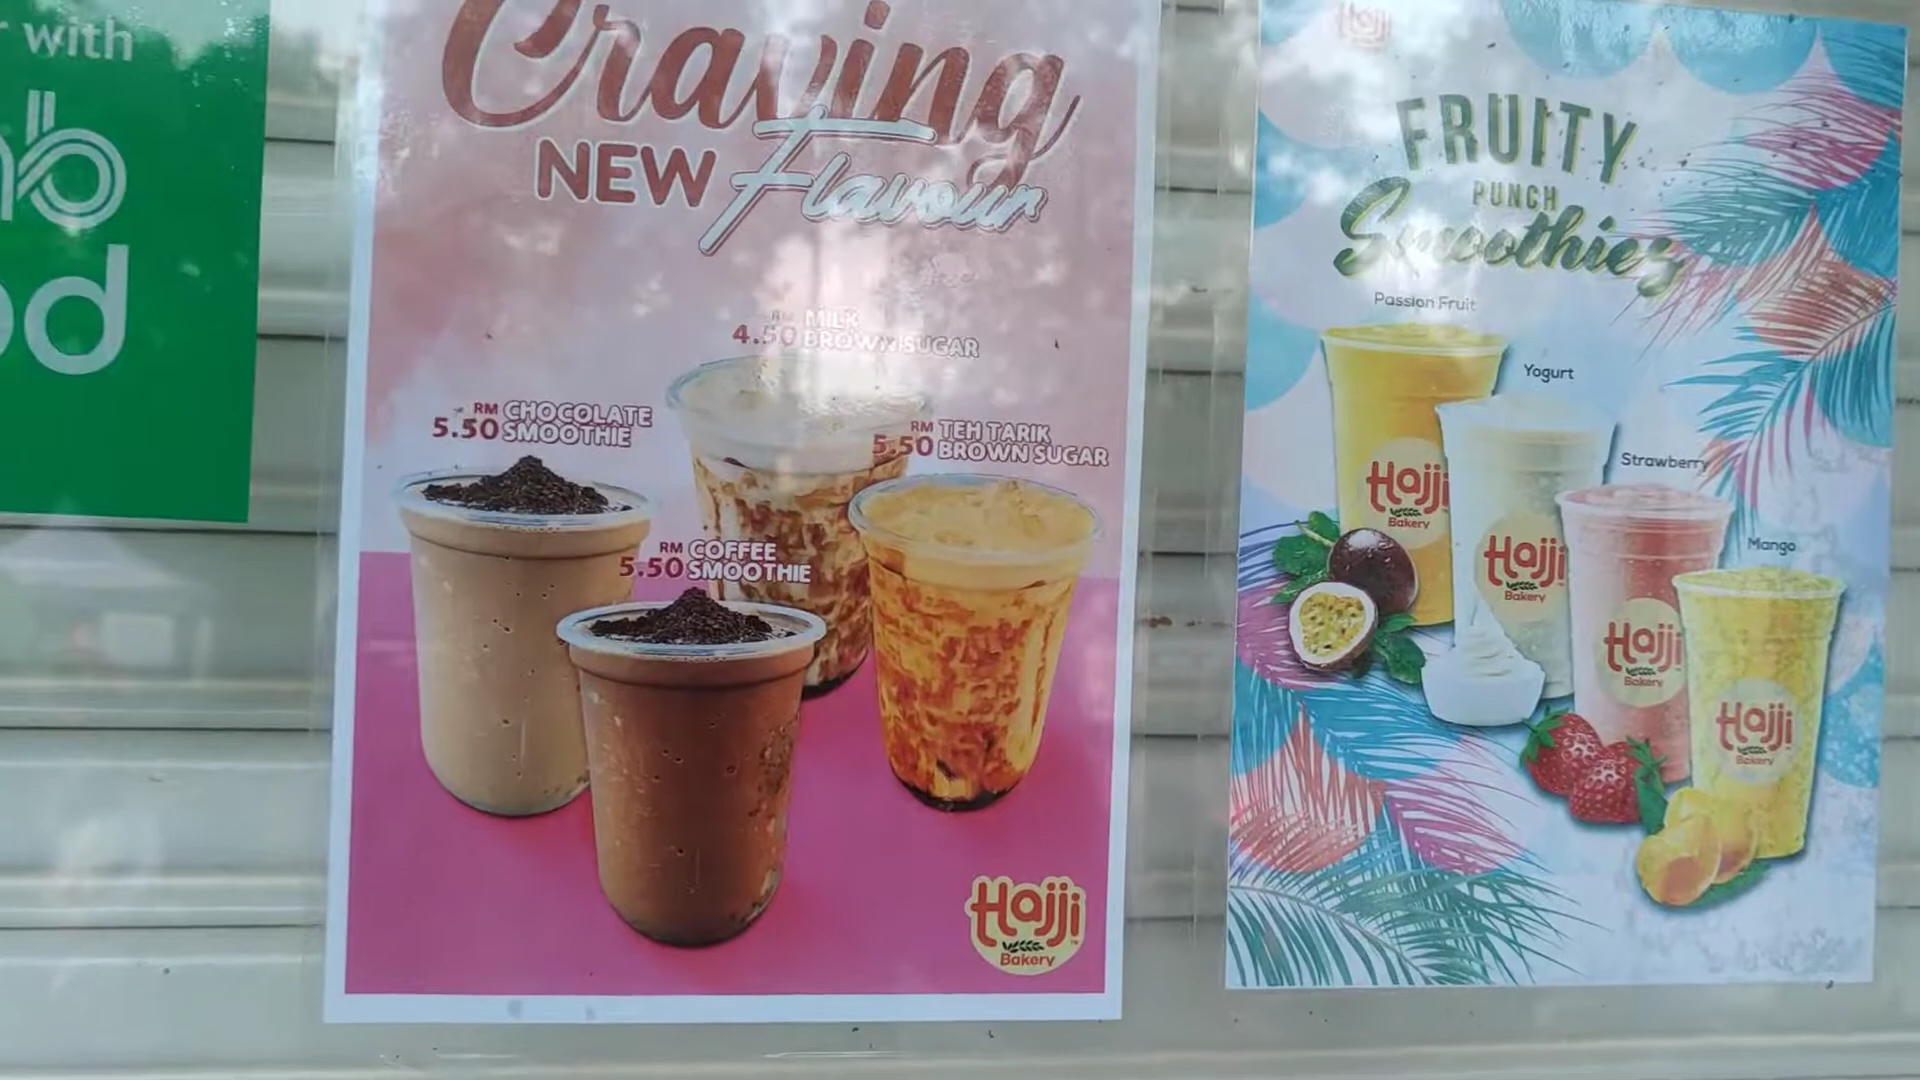 with
b
od
Craving
NEW Flavour
RM MILK
4.50 BROWN SUGAR
RM CHOCOLATE
5.50 SMOOTHIE
RM TEH TARIK
5.50 BROWN SUGAR
RM COFFEE
5.50 SMOOTHIE
Hajji
Bakery
FRUITY
PUNCH
Smoothies
Passion Fruit
Yogurt
Strawberry
Mango
Hajji
Bakery
Hajji
Bakery
Hajji
Bakery
Hajji
Bakery